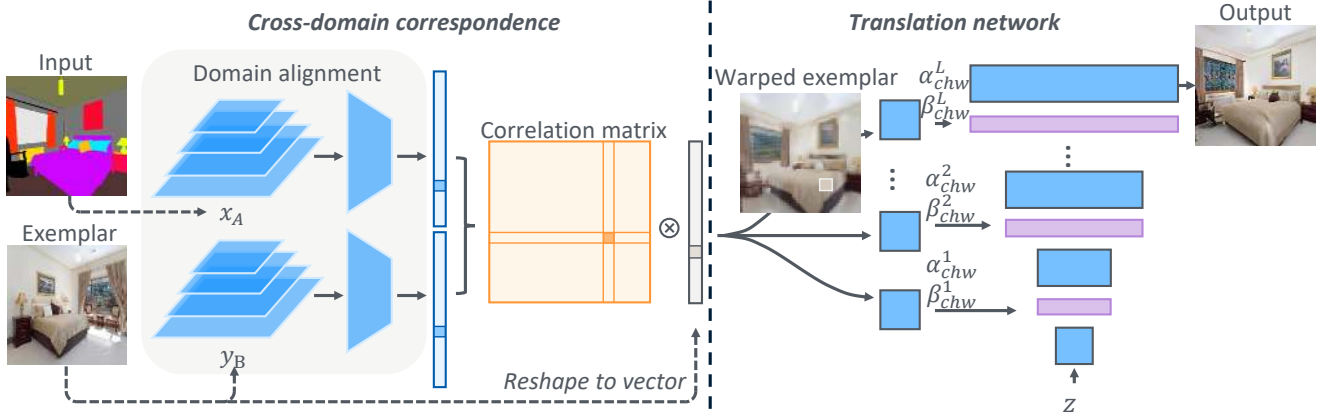 Cross-domain correspondence
Translation network
Output
Input
Domain alignment
Warped exemplar
α^L_chw
β^L_chw
Correlation matrix
x_A
⊗
⋮
⋮
α^2_chw
β^2_chw
Exemplar
α^1_chw
β^1_chw
y_B
Reshape to vector
z